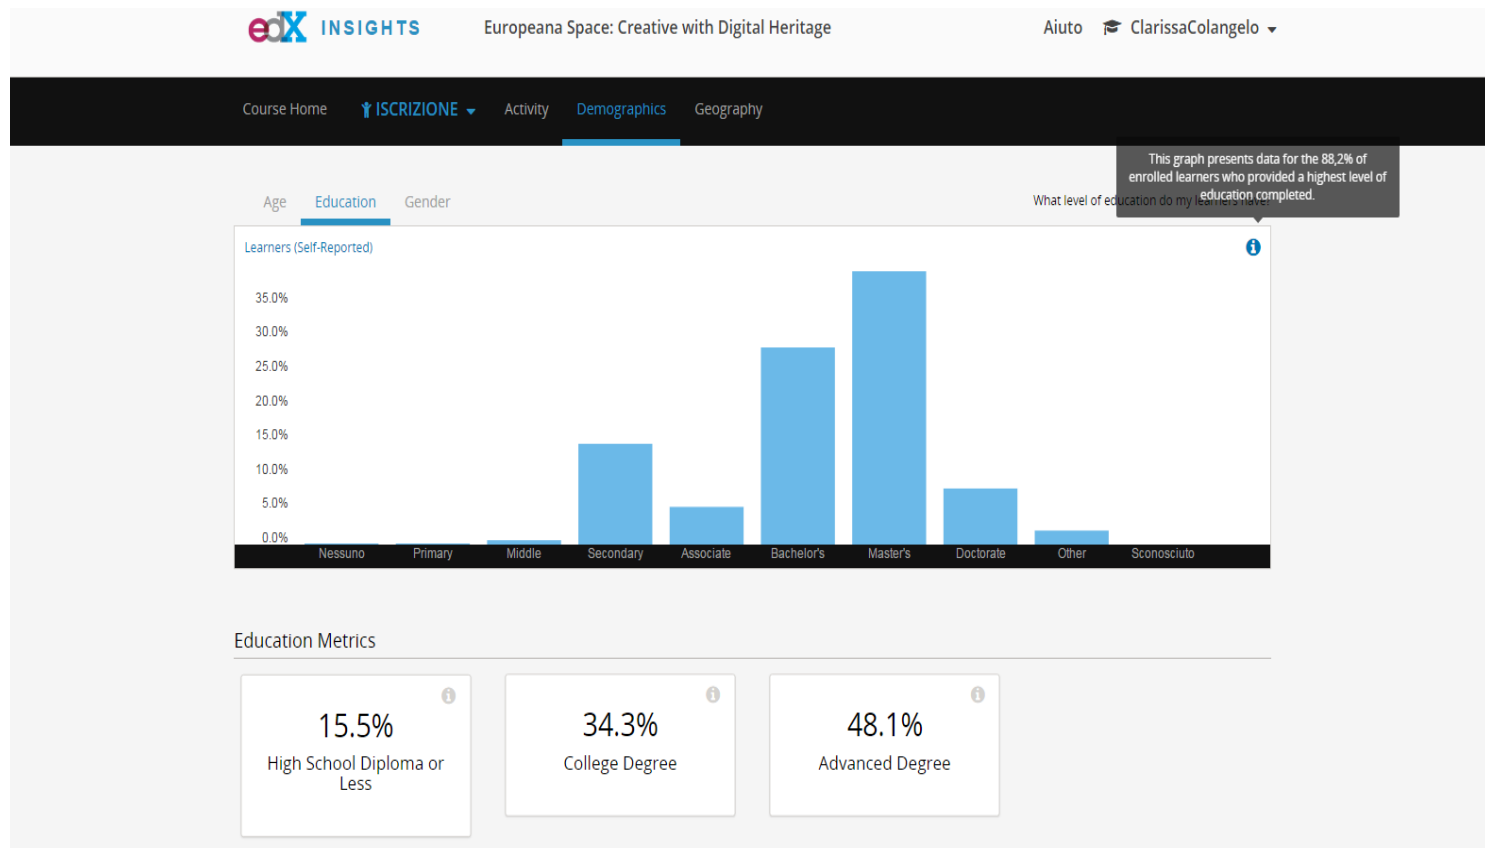 edX INSIGHTS
Europeana Space: Creative with Digital Heritage
Aiuto
ClarissaColangelo
Course Home
ISCRIZIONE
Activity
Demographics
Geography
This graph presents data for the 88,2% of
enrolled learners who provided a highest level of
education completed.
Age
Education
Gender
What level of education do my learners have?
Learners (Self-Reported)
35.0%
30.0%
25.0%
20.0%
15.0%
10.0%
5.0%
0.0%
Nessuno
Primary
Middle
Secondary
Associate
Bachelor's
Master's
Doctorate
Other
Sconosciuto
Education Metrics
15.5%
High School Diploma or
Less
34.3%
College Degree
48.1%
Advanced Degree